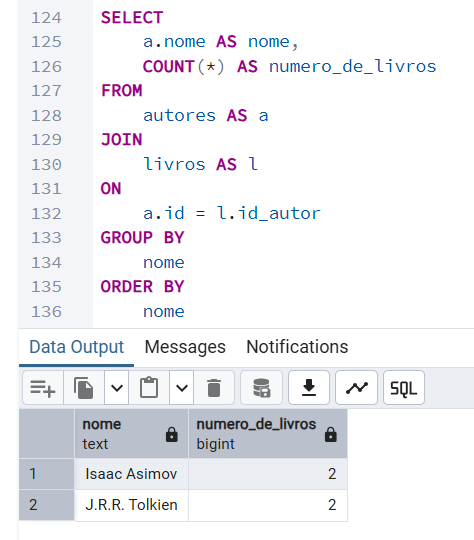 124 SELECT
125 a.nome AS nome,
126 COUNT(*) AS numero_de_livros
127 FROM
128 autores AS a
129 JOIN
130 livros AS l
131 ON
132 a.id = l.id_autor
133 GROUP BY
134 nome
135 ORDER BY
136 nome
Data Output Messages Notifications
SQL
nome numero_de_livros
text bigint
1 Isaac Asimov 2
2 J.R.R. Tolkien 2